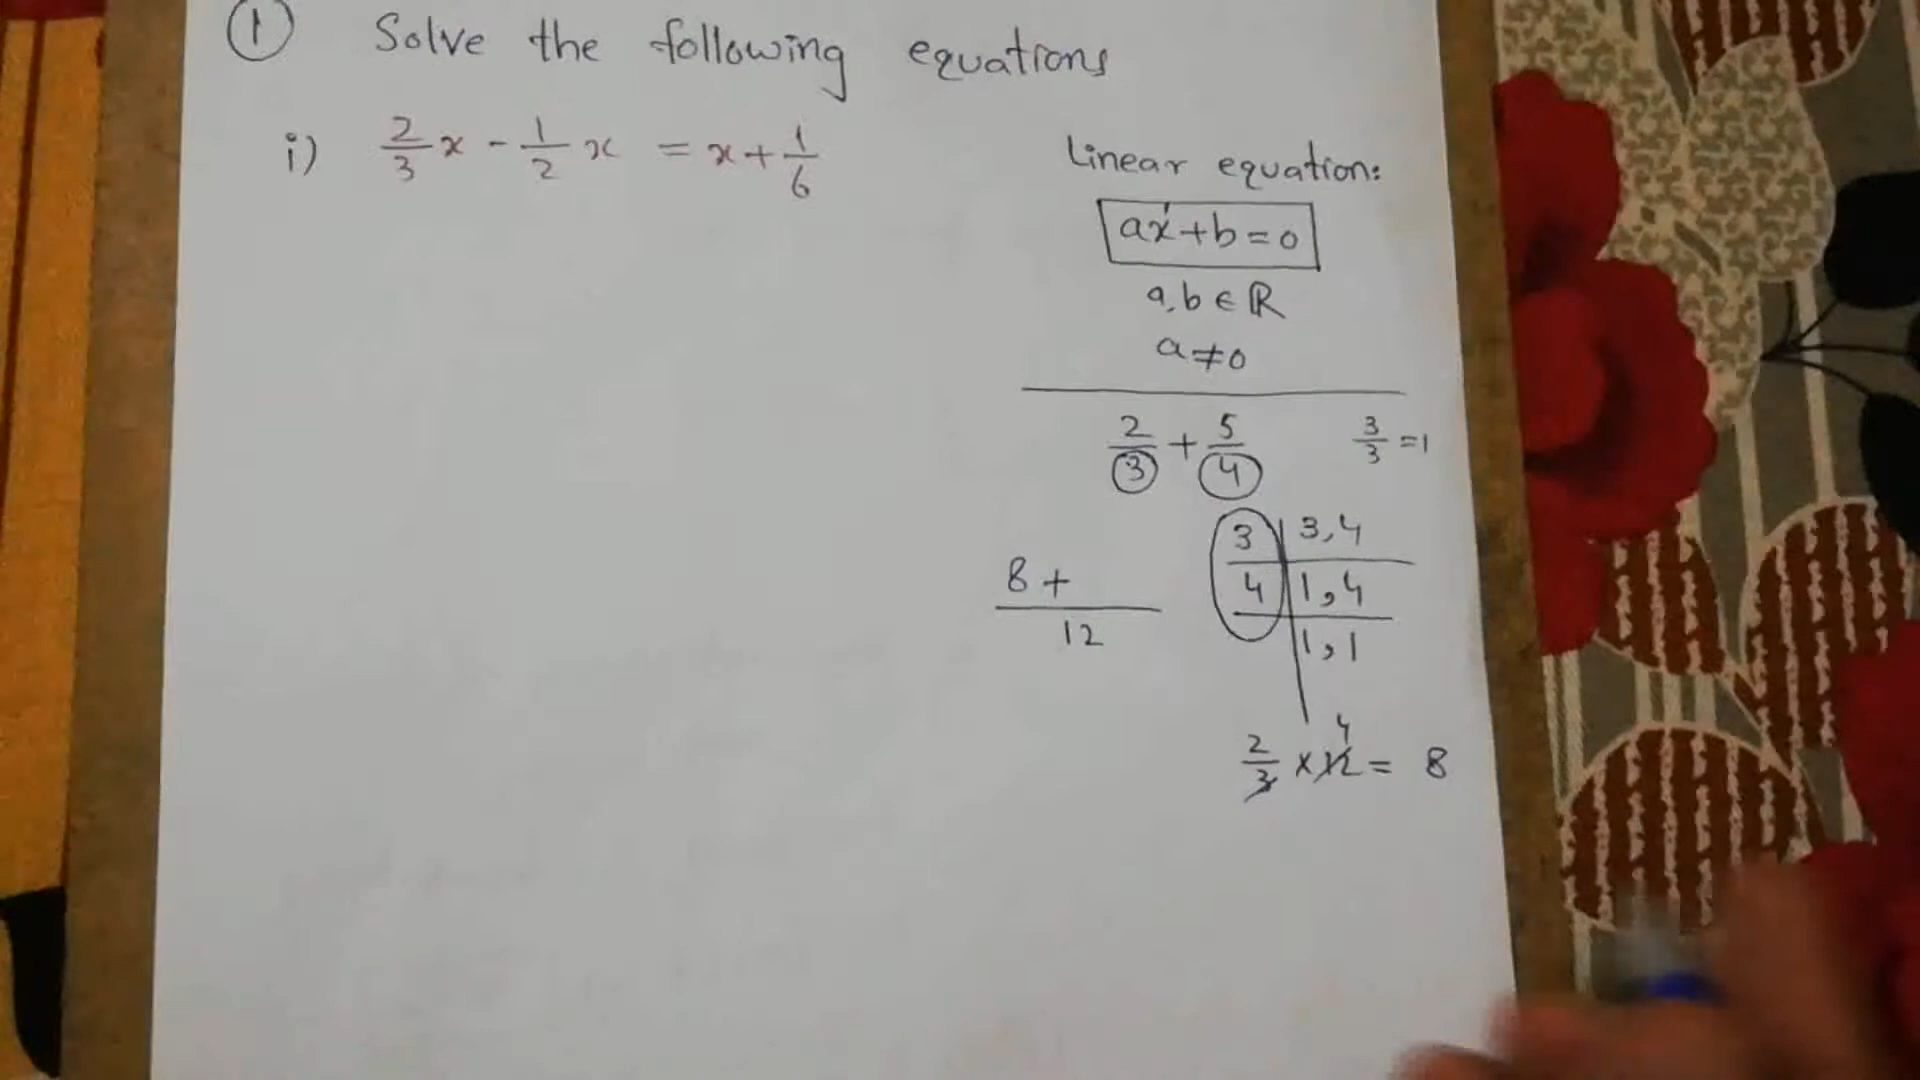 ① Solve the following equations
i) 2/3 x - 1/2 x = x + 1/6
Linear equation:
ax + b = 0
a, b ∈ ℝ
a ≠ 0
2/3 + 5/4
3/3 = 1
3 | 3, 4
4 | 1, 4
1, 1
8 +
12
4
2/3 × 12 = 8